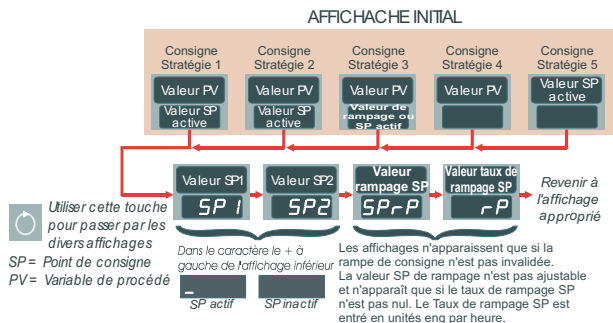 AFFICHACHE INITIAL
Consigne Stratégie 1
Consigne Stratégie 2
Consigne Stratégie 3
Consigne Stratégie 4
Consigne Stratégie 5
Valeur PV
Valeur SP active
Valeur PV
Valeur SP active
Valeur PV
Valeur de rampage ou SP actif
Valeur PV
Valeur SP active
Valeur SP1
SP1
Valeur SP2
SP2
Valeur rampage SP
SPrP
Valeur taux de rampage SP
rP
Revenir à
l'affichage
approprié
Utiliser cette touche
pour passer par les
divers affichages
SP = Point de consigne
PV = Variable de procédé
Dans le caractère le + à
gauche de l'affichage inférieur
SP actif
SP inactif
Les affichages n'apparaissent que si la
rampe de consigne n'est pas invalidée.
La valeur SP de rampage n'est pas ajustable
et n'apparaît que si le taux de rampage SP
n'est pas nul. Le Taux de rampage SP est
entré en unités eng par heure.